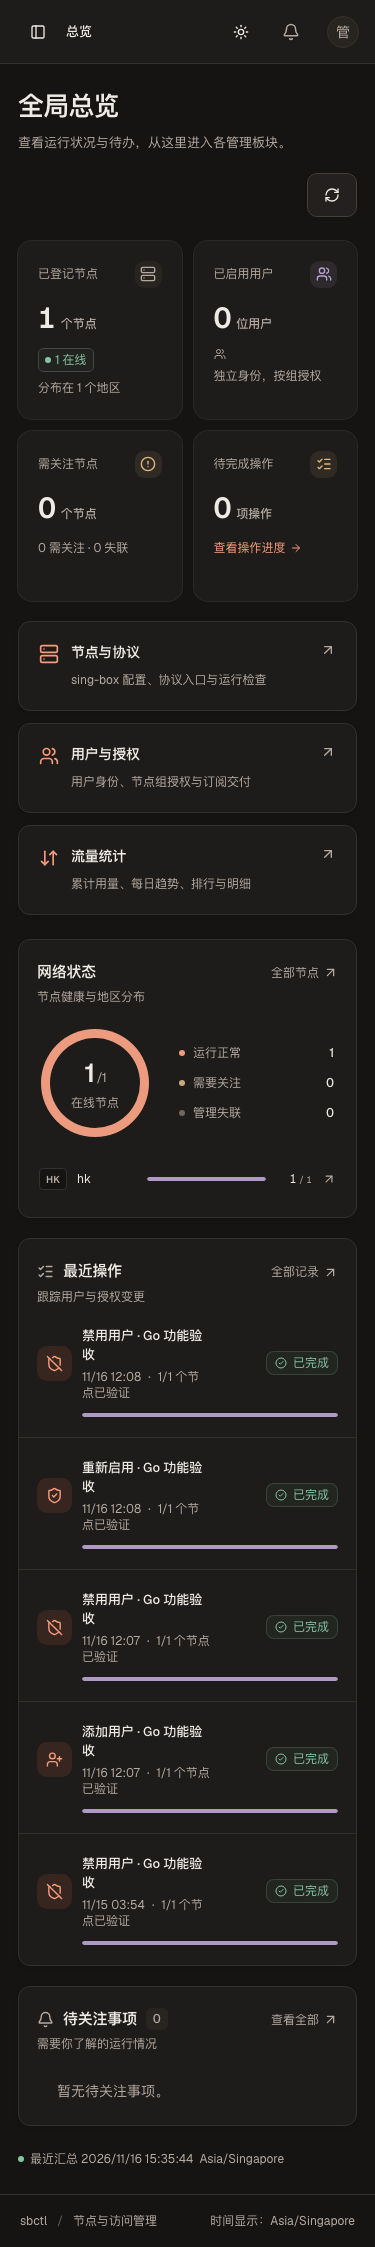 总览
管
全局总览
查看运行状况与待办，从这里进入各管理板块。
已登记节点
1 个节点
1 在线
分布在 1 个地区
已启用用户
0 位用户
独立身份，按组授权
需关注节点
0 个节点
0 需关注 · 0 失联
待完成操作
0 项操作
查看操作进度
节点与协议
sing-box 配置、协议入口与运行检查
用户与授权
用户身份、节点组授权与订阅交付
流量统计
累计用量、每日趋势、排行与明细
网络状态
全部节点
节点健康与地区分布
1/1
在线节点
运行正常 1
需要关注 0
管理失联 0
HK hk 1 / 1
最近操作
全部记录
跟踪用户与授权变更
禁用用户 · Go 功能验
收
11/16 12:08 · 1/1 个节
点已验证
已完成
重新启用 · Go 功能验
收
11/16 12:08 · 1/1 个节
点已验证
已完成
禁用用户 · Go 功能验
收
11/16 12:07 · 1/1 个节点
已验证
已完成
添加用户 · Go 功能验
收
11/16 12:07 · 1/1 个节点
已验证
已完成
禁用用户 · Go 功能验
收
11/15 03:54 · 1/1 个节
点已验证
已完成
待关注事项 0
查看全部
需要你了解的运行情况
暂无待关注事项。
最近汇总 2026/11/16 15:35:44 Asia/Singapore
sbctl / 节点与访问管理
时间显示：Asia/Singapore